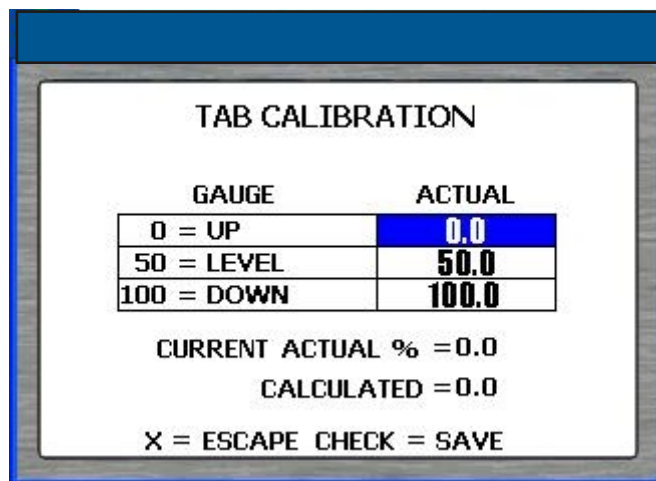 TAB CALIBRATION
GAUGE ACTUAL
0 = UP 0.0
50 = LEVEL 50.0
100 = DOWN 100.0
CURRENT ACTUAL % =0.0
CALCULATED =0.0
X = ESCAPE CHECK = SAVE